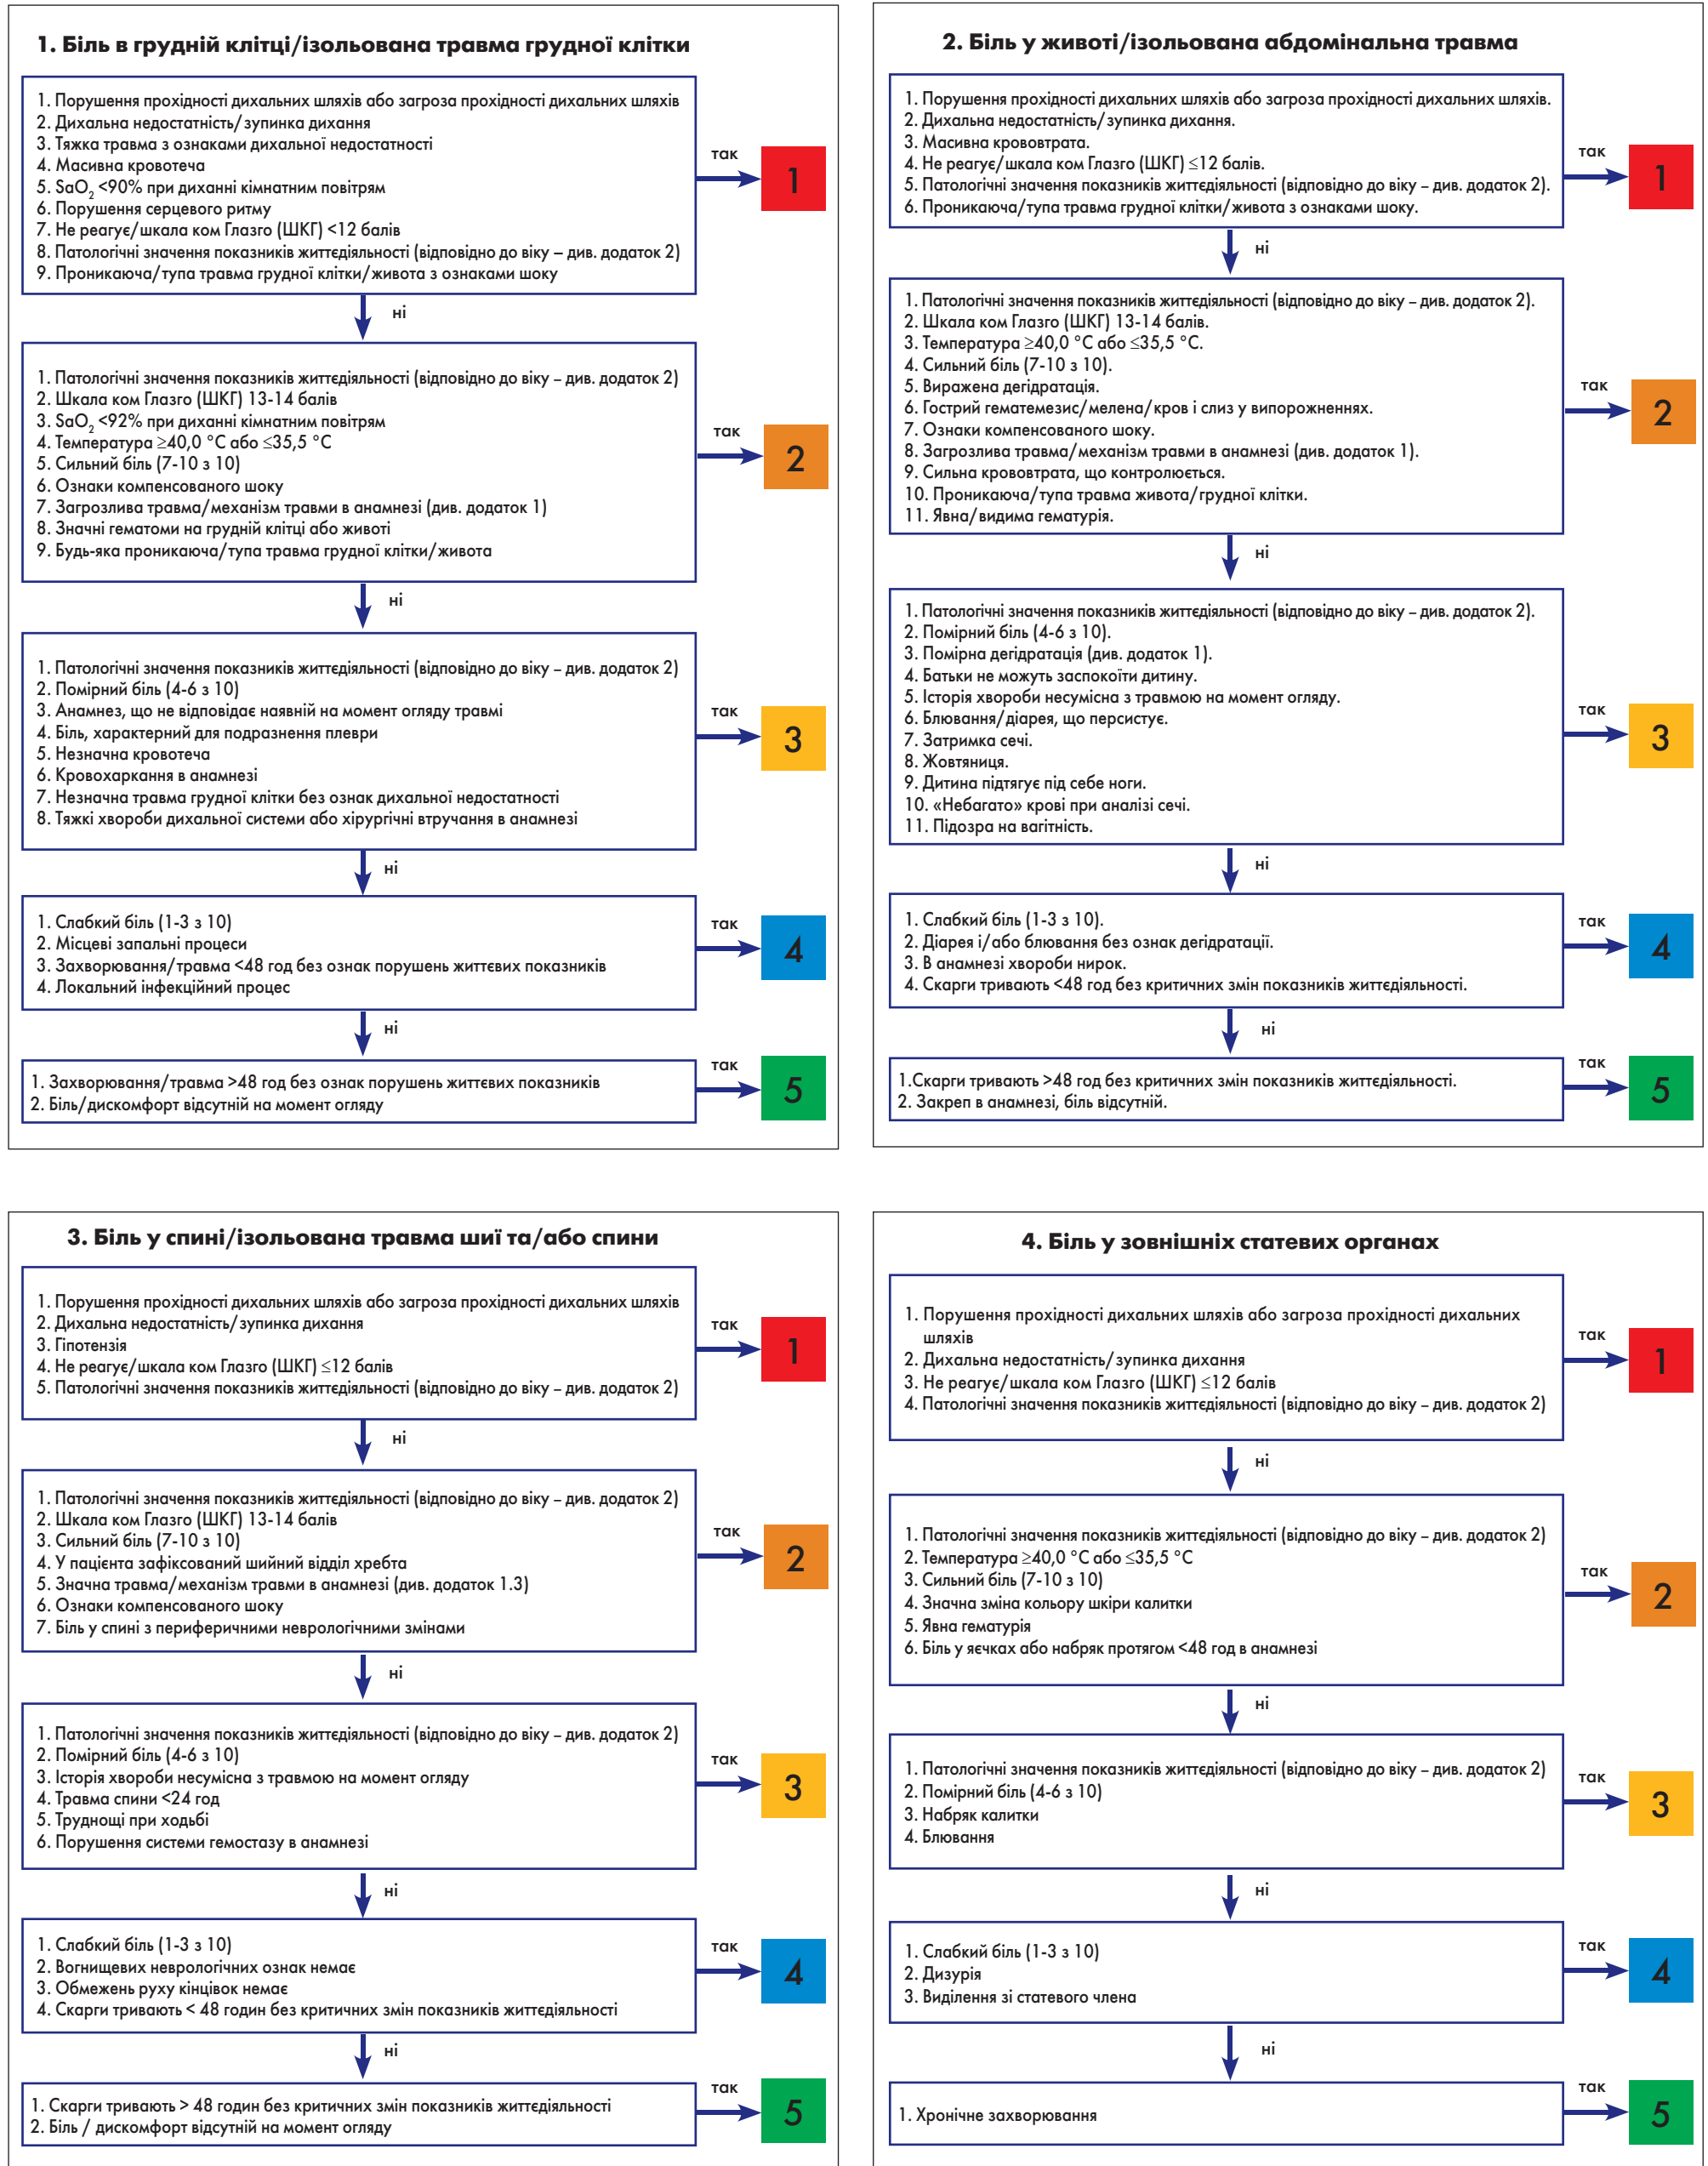 1. Біль в грудній клітці/ізольована травма грудної клітки
1. Порушення прохідності дихальних шляхів або загроза прохідності дихальних шляхів
2. Дихальна недостатність/зупинка дихання
3. Тяжка травма з ознаками дихальної недостатності
4. Масивна кровотеча
5. SaO₂ <90% при диханні кімнатним повітрям
6. Порушення серцевого ритму
7. Не реагує/шкала ком Глазго (ШКГ) <12 балів
8. Патологічні значення показників життєдіяльності (відповідно до віку – див. додаток 2)
9. Проникаюча/тупа травма грудної клітки/живота з ознаками шоку
так
1
ні
1. Патологічні значення показників життєдіяльності (відповідно до віку – див. додаток 2)
2. Шкала ком Глазго (ШКГ) 13-14 балів
3. SaO₂ <92% при диханні кімнатним повітрям
4. Температура ≥40,0 °C або ≤35,5 °C
5. Сильний біль (7-10 з 10)
6. Ознаки компенсованого шоку
7. Загрозлива травма/механізм травми в анамнезі (див. додаток 1)
8. Значні гематоми на грудній клітці або животі
9. Будь-яка проникаюча/тупа травма грудної клітки/живота
так
2
ні
1. Патологічні значення показників життєдіяльності (відповідно до віку – див. додаток 2)
2. Помірний біль (4-6 з 10)
3. Анамнез, що не відповідає наявній на момент огляду травмі
4. Біль, характерний для подразнення плеври
5. Незначна кровотеча
6. Кровохаркання в анамнезі
7. Незначна травма грудної клітки без ознак дихальної недостатності
8. Тяжкі хвороби дихальної системи або хірургічні втручання в анамнезі
так
3
ні
1. Слабкий біль (1-3 з 10)
2. Місцеві запальні процеси
3. Захворювання/травма <48 год без ознак порушень життєвих показників
4. Локальний інфекційний процес
так
4
ні
1. Захворювання/травма >48 год без ознак порушень життєвих показників
2. Біль/дискомфорт відсутній на момент огляду
так
5
2. Біль у животі/ізольована абдомінальна травма
1. Порушення прохідності дихальних шляхів або загроза прохідності дихальних шляхів.
2. Дихальна недостатність/зупинка дихання.
3. Масивна крововтрата.
4. Не реагує/шкала ком Глазго (ШКГ) ≤12 балів.
5. Патологічні значення показників життєдіяльності (відповідно до віку – див. додаток 2).
6. Проникаюча/тупа травма грудної клітки/живота з ознаками шоку.
так
1
ні
1. Патологічні значення показників життєдіяльності (відповідно до віку – див. додаток 2).
2. Шкала ком Глазго (ШКГ) 13-14 балів.
3. Температура ≥40,0 °C або ≤35,5 °C.
4. Сильний біль (7-10 з 10).
5. Виражена дегідратація.
6. Гострий гематемезис/мелена/кров і слиз у випорожненнях.
7. Ознаки компенсованого шоку.
8. Загрозлива травма/механізм травми в анамнезі (див. додаток 1).
9. Сильна крововтрата, що контролюється.
10. Проникаюча/тупа травма живота/грудної клітки.
11. Явна/видима гематурія.
так
2
ні
1. Патологічні значення показників життєдіяльності (відповідно до віку – див. додаток 2).
2. Помірний біль (4-6 з 10).
3. Помірна дегідратація (див. додаток 1).
4. Батьки не можуть заспокоїти дитину.
5. Історія хвороби несумісна з травмою на момент огляду.
6. Блювання/діарея, що персистує.
7. Затримка сечі.
8. Жовтяниця.
9. Дитина підтягує під себе ноги.
10. «Небагато» крові при аналізі сечі.
11. Підозра на вагітність.
так
3
ні
1. Слабкий біль (1-3 з 10).
2. Діарея і/або блювання без ознак дегідратації.
3. В анамнезі хвороби нирок.
4. Скарги тривають <48 год без критичних змін показників життєдіяльності.
так
4
ні
1.Скарги тривають >48 год без критичних змін показників життєдіяльності.
2. Закреп в анамнезі, біль відсутній.
так
5
3. Біль у спині/ізольована травма шиї та/або спини
1. Порушення прохідності дихальних шляхів або загроза прохідності дихальних шляхів
2. Дихальна недостатність/зупинка дихання
3. Гіпотензія
4. Не реагує/шкала ком Глазго (ШКГ) ≤12 балів
5. Патологічні значення показників життєдіяльності (відповідно до віку – див. додаток 2)
так
1
ні
1. Патологічні значення показників життєдіяльності (відповідно до віку – див. додаток 2)
2. Шкала ком Глазго (ШКГ) 13-14 балів
3. Сильний біль (7-10 з 10)
4. У пацієнта зафіксований шийний відділ хребта
5. Значна травма/механізм травми в анамнезі (див. додаток 1.3)
6. Ознаки компенсованого шоку
7. Біль у спині з периферичними неврологічними змінами
так
2
ні
1. Патологічні значення показників життєдіяльності (відповідно до віку – див. додаток 2)
2. Помірний біль (4-6 з 10)
3. Історія хвороби несумісна з травмою на момент огляду
4. Травма спини <24 год
5. Труднощі при ходьбі
6. Порушення системи гемостазу в анамнезі
так
3
ні
1. Слабкий біль (1-3 з 10)
2. Вогнищевих неврологічних ознак немає
3. Обмежень руху кінцівок немає
4. Скарги тривають < 48 годин без критичних змін показників життєдіяльності
так
4
ні
1. Скарги тривають > 48 годин без критичних змін показників життєдіяльності
2. Біль / дискомфорт відсутній на момент огляду
так
5
4. Біль у зовнішніх статевих органах
1. Порушення прохідності дихальних шляхів або загроза прохідності дихальних
шляхів
2. Дихальна недостатність/зупинка дихання
3. Не реагує/шкала ком Глазго (ШКГ) ≤12 балів
4. Патологічні значення показників життєдіяльності (відповідно до віку – див. додаток 2)
так
1
ні
1. Патологічні значення показників життєдіяльності (відповідно до віку – див. додаток 2)
2. Температура ≥40,0 °C або ≤35,5 °C
3. Сильний біль (7-10 з 10)
4. Значна зміна кольору шкіри калитки
5. Явна гематурія
6. Біль у яєчках або набряк протягом <48 год в анамнезі
так
2
ні
1. Патологічні значення показників життєдіяльності (відповідно до віку – див. додаток 2)
2. Помірний біль (4-6 з 10)
3. Набряк калитки
4. Блювання
так
3
ні
1. Слабкий біль (1-3 з 10)
2. Дизурія
3. Виділення зі статевого члена
так
4
ні
1. Хронічне захворювання
так
5